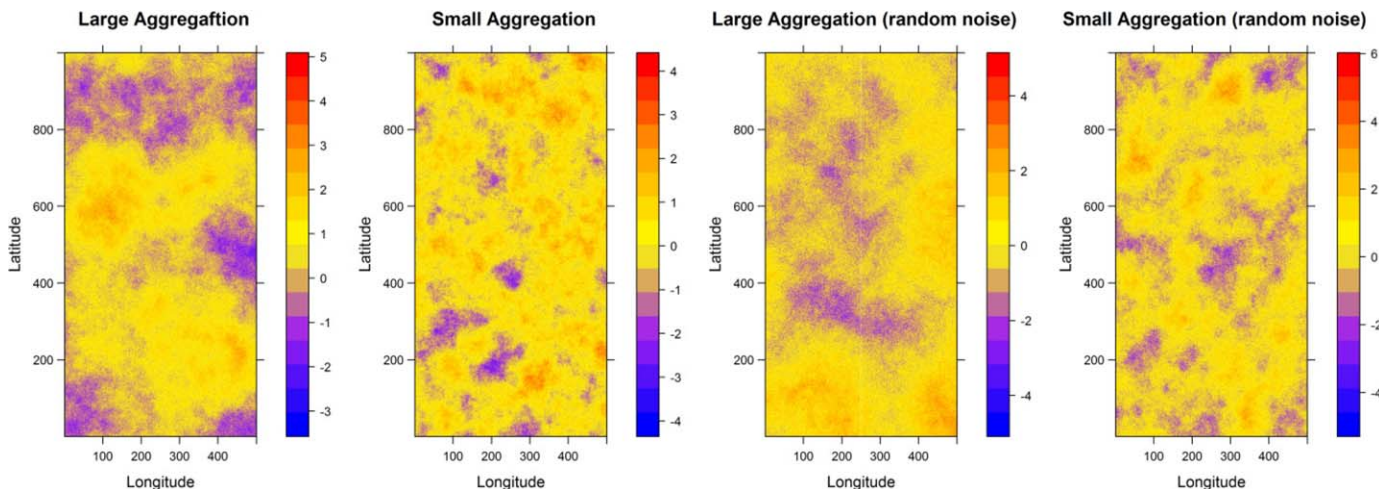 Large Aggregaftion
800
600
400
200
Latitude
100 200 300 400
Longitude
5
4
3
2
1
0
-1
-2
-3
Small Aggregation
800
600
400
200
Latitude
100 200 300 400
Longitude
4
3
2
1
0
-1
-2
-3
-4
Large Aggregation (random noise)
800
600
400
200
Latitude
100 200 300 400
Longitude
4
2
0
-2
-4
Small Aggregation (random noise)
800
600
400
200
Latitude
100 200 300 400
Longitude
6
4
2
0
-2
-4